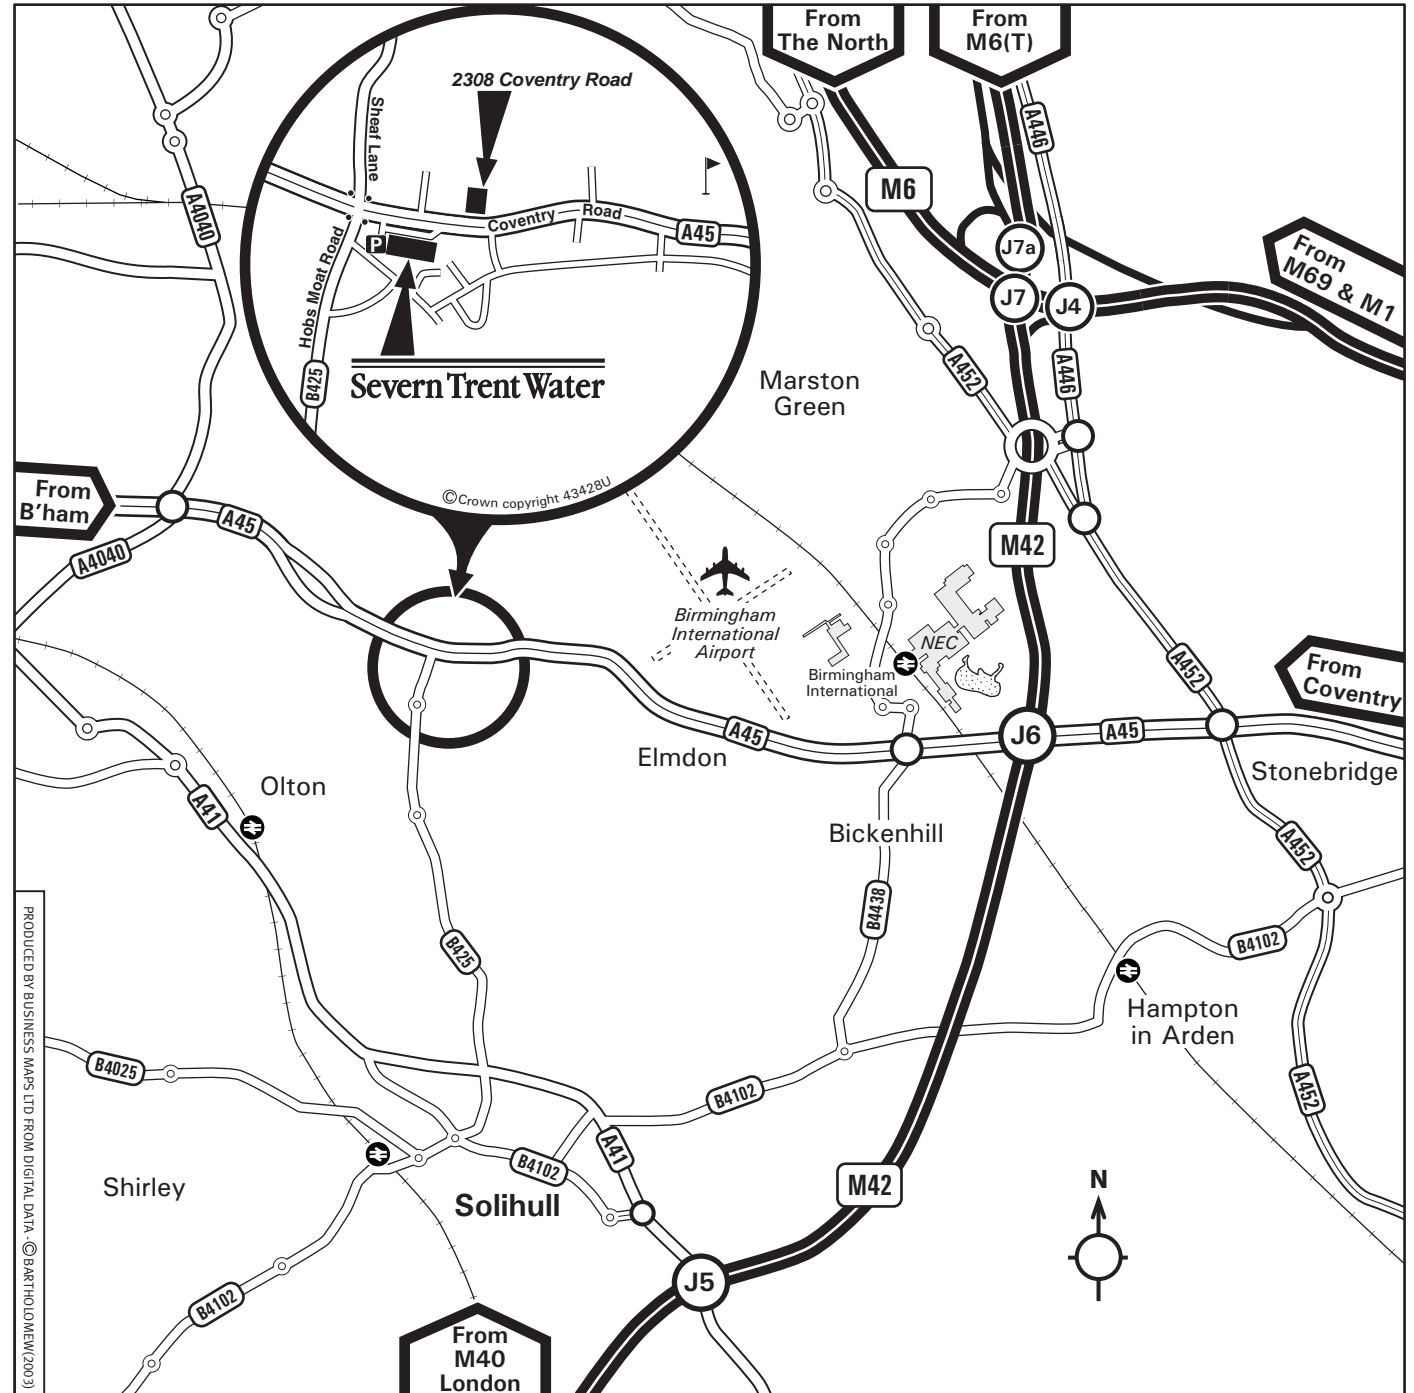 From
The North
From
M6(T)
2308 Coventry Road
Sheaf Lane
A446
M6
A4040
Coventry Road
A45
P
Hobs Moat Road
J7a
From
M69 & M1
J7
J4
B425
Severn Trent Water
A452
A446
Marston
Green
©Crown copyright 43428U
From
B'ham
A45
A4040
M42
Birmingham
International
Airport
NEC
Birmingham
International
A452
From
Coventry
A45
J6
A45
Elmdon
Stonebridge
Olton
A41
Bickenhill
A452
B4438
B425
B4102
Hampton
in Arden
B4025
B4102
A452
A41
B4102
Shirley
Solihull
M42
N
J5
B4102
From
M40
London
PRODUCED BY BUSINESS MAPS LTD FROM DIGITAL DATA - © BARTHOLOMEW(2003)